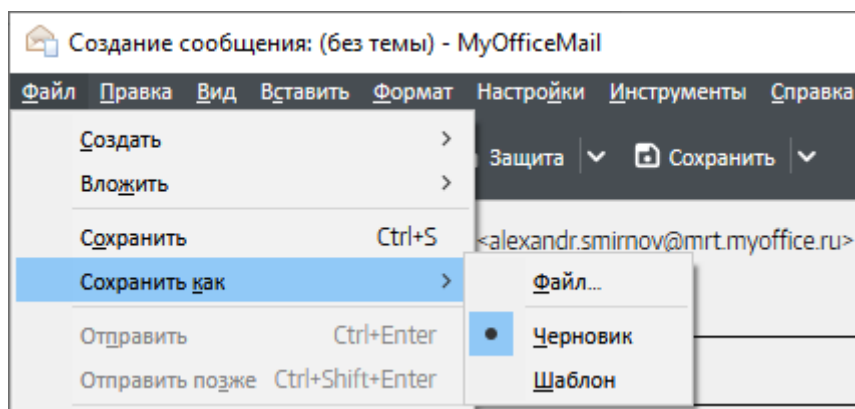 Создание сообщения: (без темы) - MyOfficeMail
Файл Правка Вид Вставить Формат Настройки Инструменты Справка
Создать
Защита Сохранить
Вложить
Сохранить Ctrl+S <alexandr.smirnov@mrt.myoffice.ru>
Сохранить как Файл...
Отправить Ctrl+Enter Черновик
Отправить позже Ctrl+Shift+Enter Шаблон